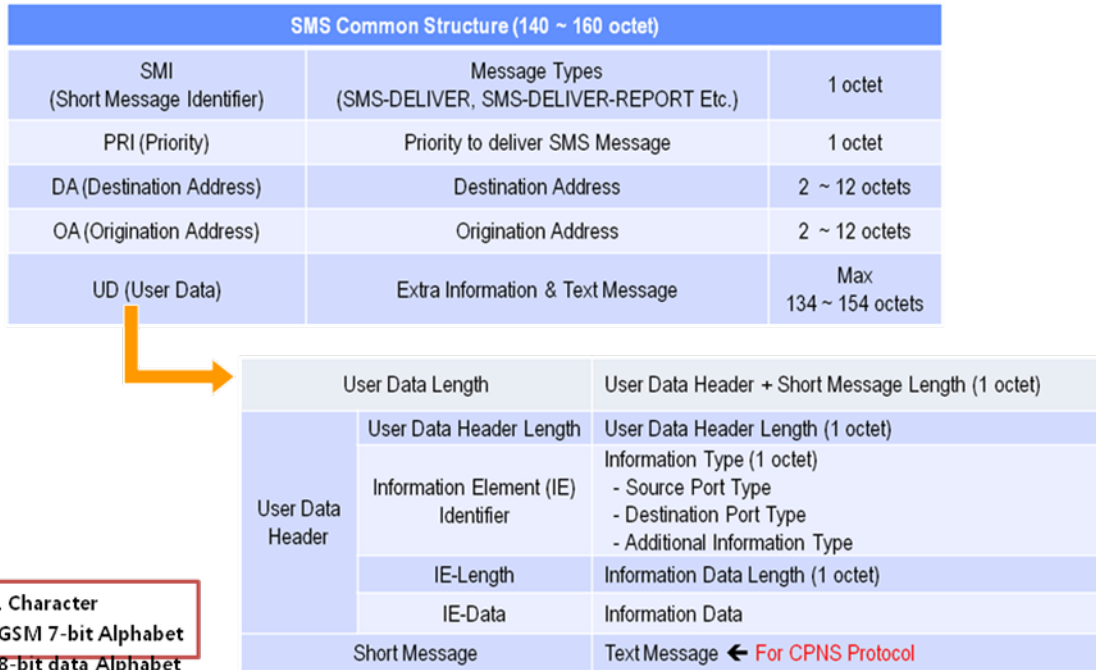 SMS Common Structure (140 ~ 160 octet)
SMI
(Short Message Identifier)
Message Types
(SMS-DELIVER, SMS-DELIVER-REPORT Etc.)
1 octet
PRI (Priority)
Priority to deliver SMS Message
1 octet
DA (Destination Address)
Destination Address
2 ~ 12 octets
OA (Origination Address)
Origination Address
2 ~ 12 octets
UD (User Data)
Extra Information & Text Message
Max
134 ~ 154 octets
User Data Length
User Data Header + Short Message Length (1 octet)
User Data
Header
User Data Header Length
User Data Header Length (1 octet)
Information Element (IE)
Identifier
Information Type (1 octet)
- Source Port Type
- Destination Port Type
- Additional Information Type
IE-Length
Information Data Length (1 octet)
IE-Data
Information Data
Short Message
Text Message ← For CPNS Protocol
Character
GSM 7-bit Alphabet
8-bit data Alphabet